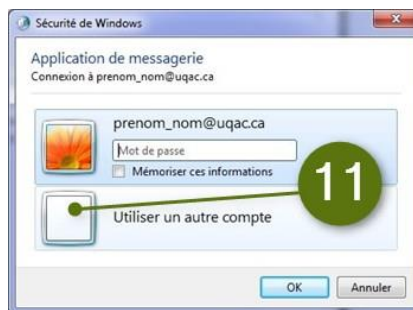 Sécurité de Windows
Application de messagerie
Connexion à prenom_nom@uqac.ca
prenom_nom@uqac.ca
Mot de passe
Mémoriser ces informations
11
Utiliser un autre compte
OK
Annuler